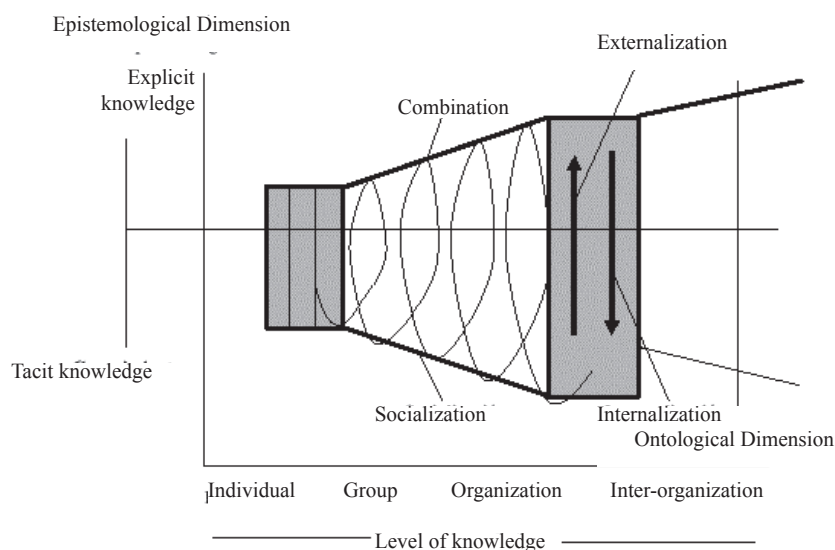 Epistemological Dimension
Externalization
Explicit
knowledge
Combination
Tacit knowledge
Socialization
Internalization
Ontological Dimension
Individual
Group
Organization
Inter-organization
Level of knowledge